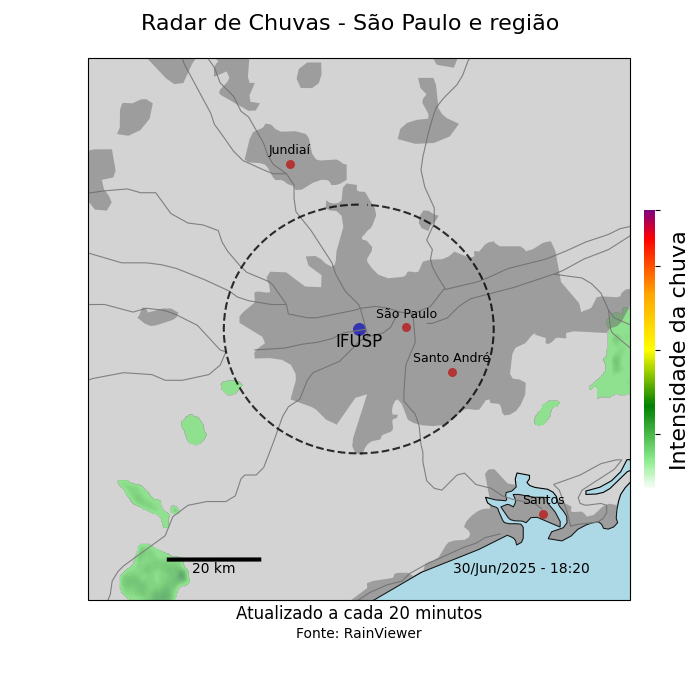 Radar de Chuvas - São Paulo e região
Jundiaí
São Paulo
IFUSP
Santo André
Santos
20 km
30/Jun/2025 - 18:20
Intensidade da chuva
Atualizado a cada 20 minutos
Fonte: RainViewer